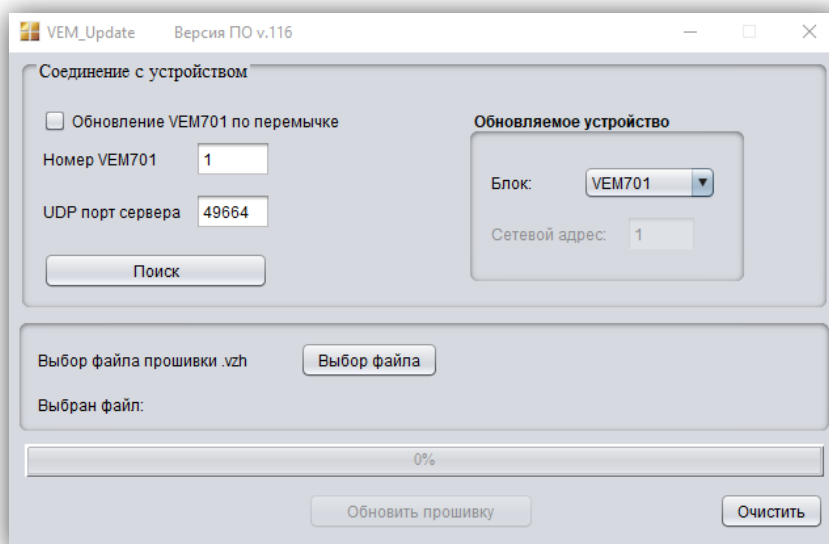 VEM_Update Версия ПО v.116
Соединение с устройством
Обновление VEM701 по перемычке
Номер VEM701 1
UDP порт сервера 49664
Поиск
Обновляемое устройство
Блок: VEM701
Сетевой адрес: 1
Выбор файла прошивки .vzh Выбор файла
Выбран файл:
0%
Обновить прошивку Очистить